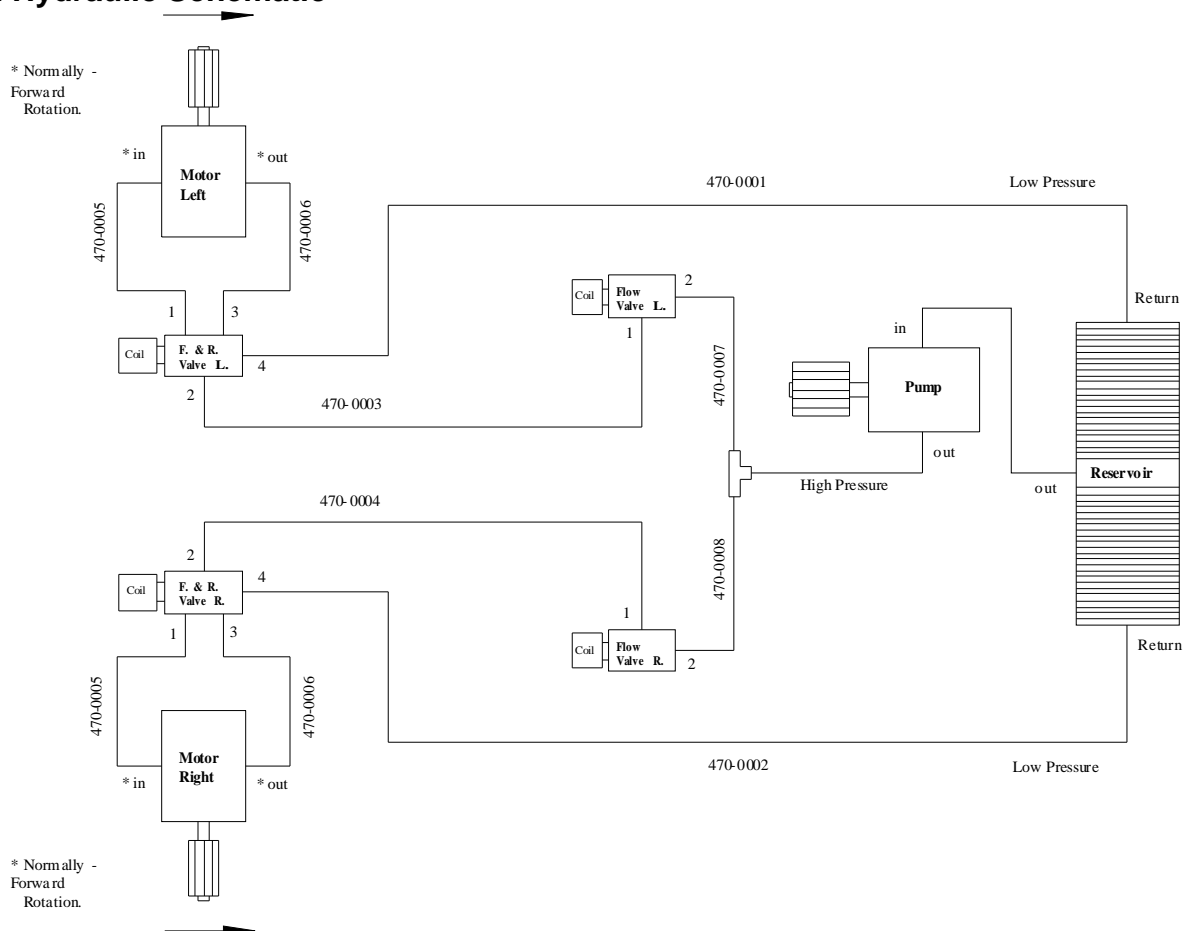 Hydraulic Schematic
* Normally -
Forward
Rotation.
* in
* out
Motor
Left
470-0005
470-0006
470-0001
Low Pressure
1
3
Coil
F. & R.
Valve L.
4
2
470-0003
Coil
Flow
Valve L.
2
1
470-0007
Return
in
Pump
out
High Pressure
Reservoir
out
470-0004
2
Coil
F. & R.
Valve R.
4
1
3
470-0008
1
Coil
Flow
Valve R.
2
Return
470-0005
470-0006
Motor
Right
* in
* out
470-0002
Low Pressure
* Normally -
Forward
Rotation.